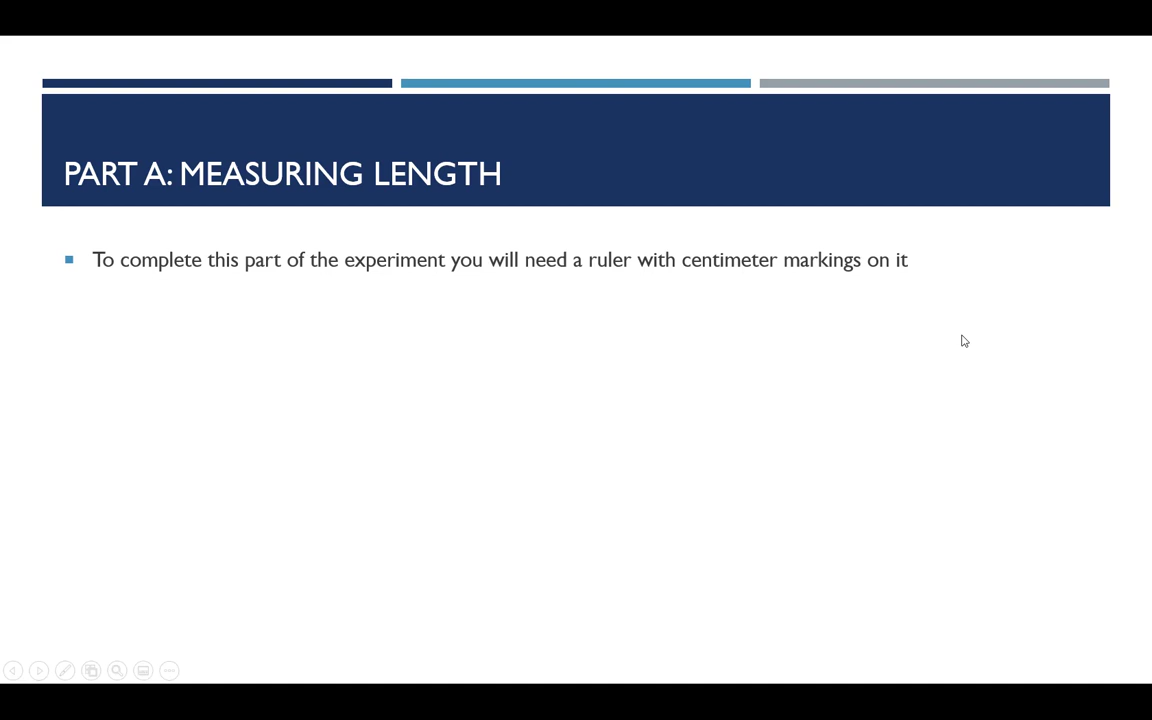 PART A: MEASURING LENGTH
To complete this part of the experiment you will need a ruler with centimeter markings on it